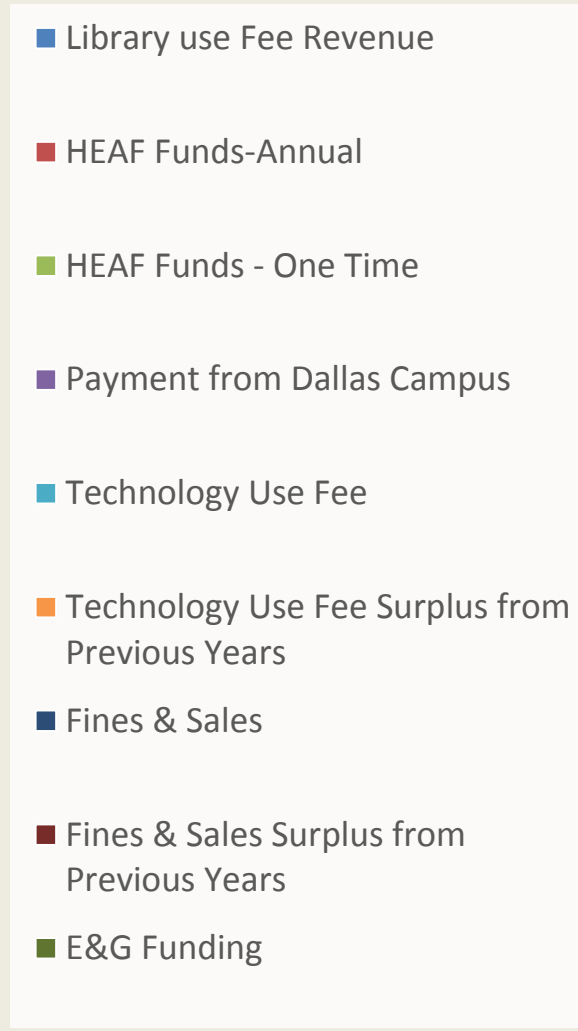 Library use Fee Revenue
HEAF Funds-Annual
HEAF Funds - One Time
Payment from Dallas Campus
Technology Use Fee
Technology Use Fee Surplus from
Previous Years
Fines & Sales
Fines & Sales Surplus from
Previous Years
E&G Funding